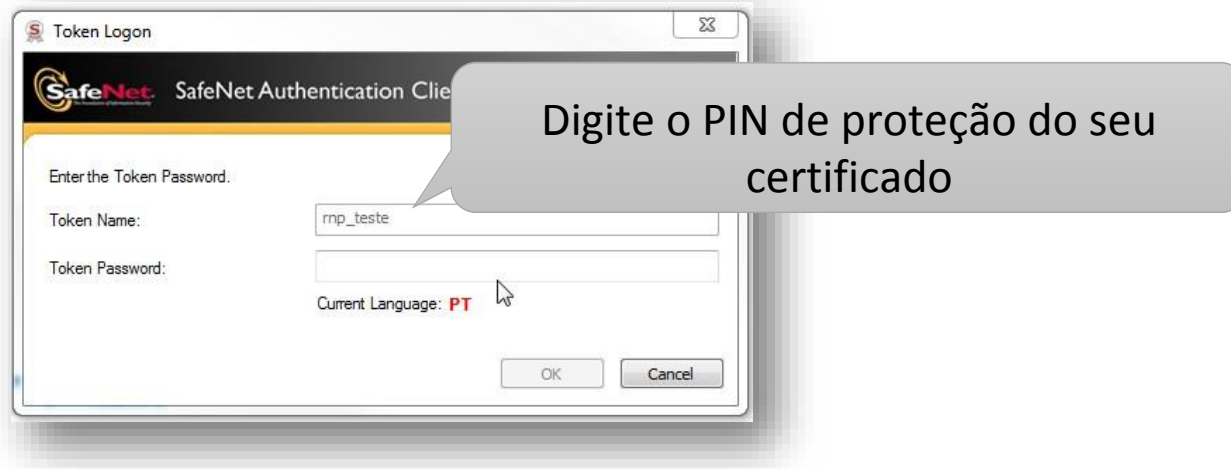 Token Logon
SafeNet. SafeNet Authentication Clie
Digite o PIN de proteção do seu
certificado
Enter the Token Password.
Token Name: rnp_teste
Token Password:
Current Language: PT
OK Cancel